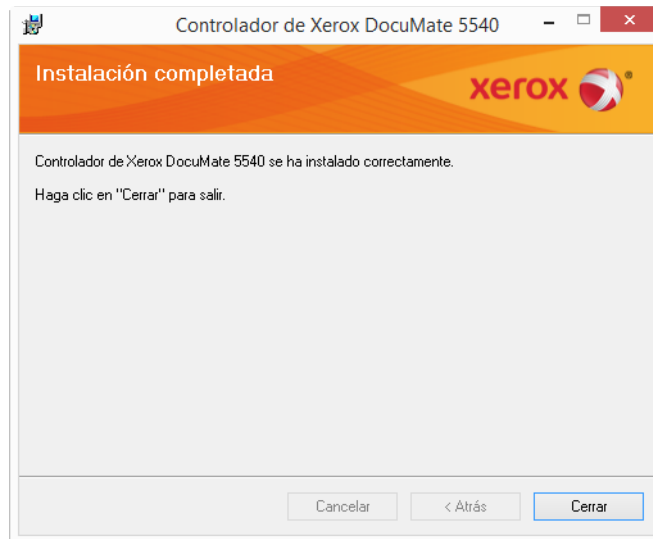 Controlador de Xerox DocuMate 5540
Instalación completada
xerox
Controlador de Xerox DocuMate 5540 se ha instalado correctamente.
Haga clic en "Cerrar" para salir.
Cancelar < Atrás Cerrar